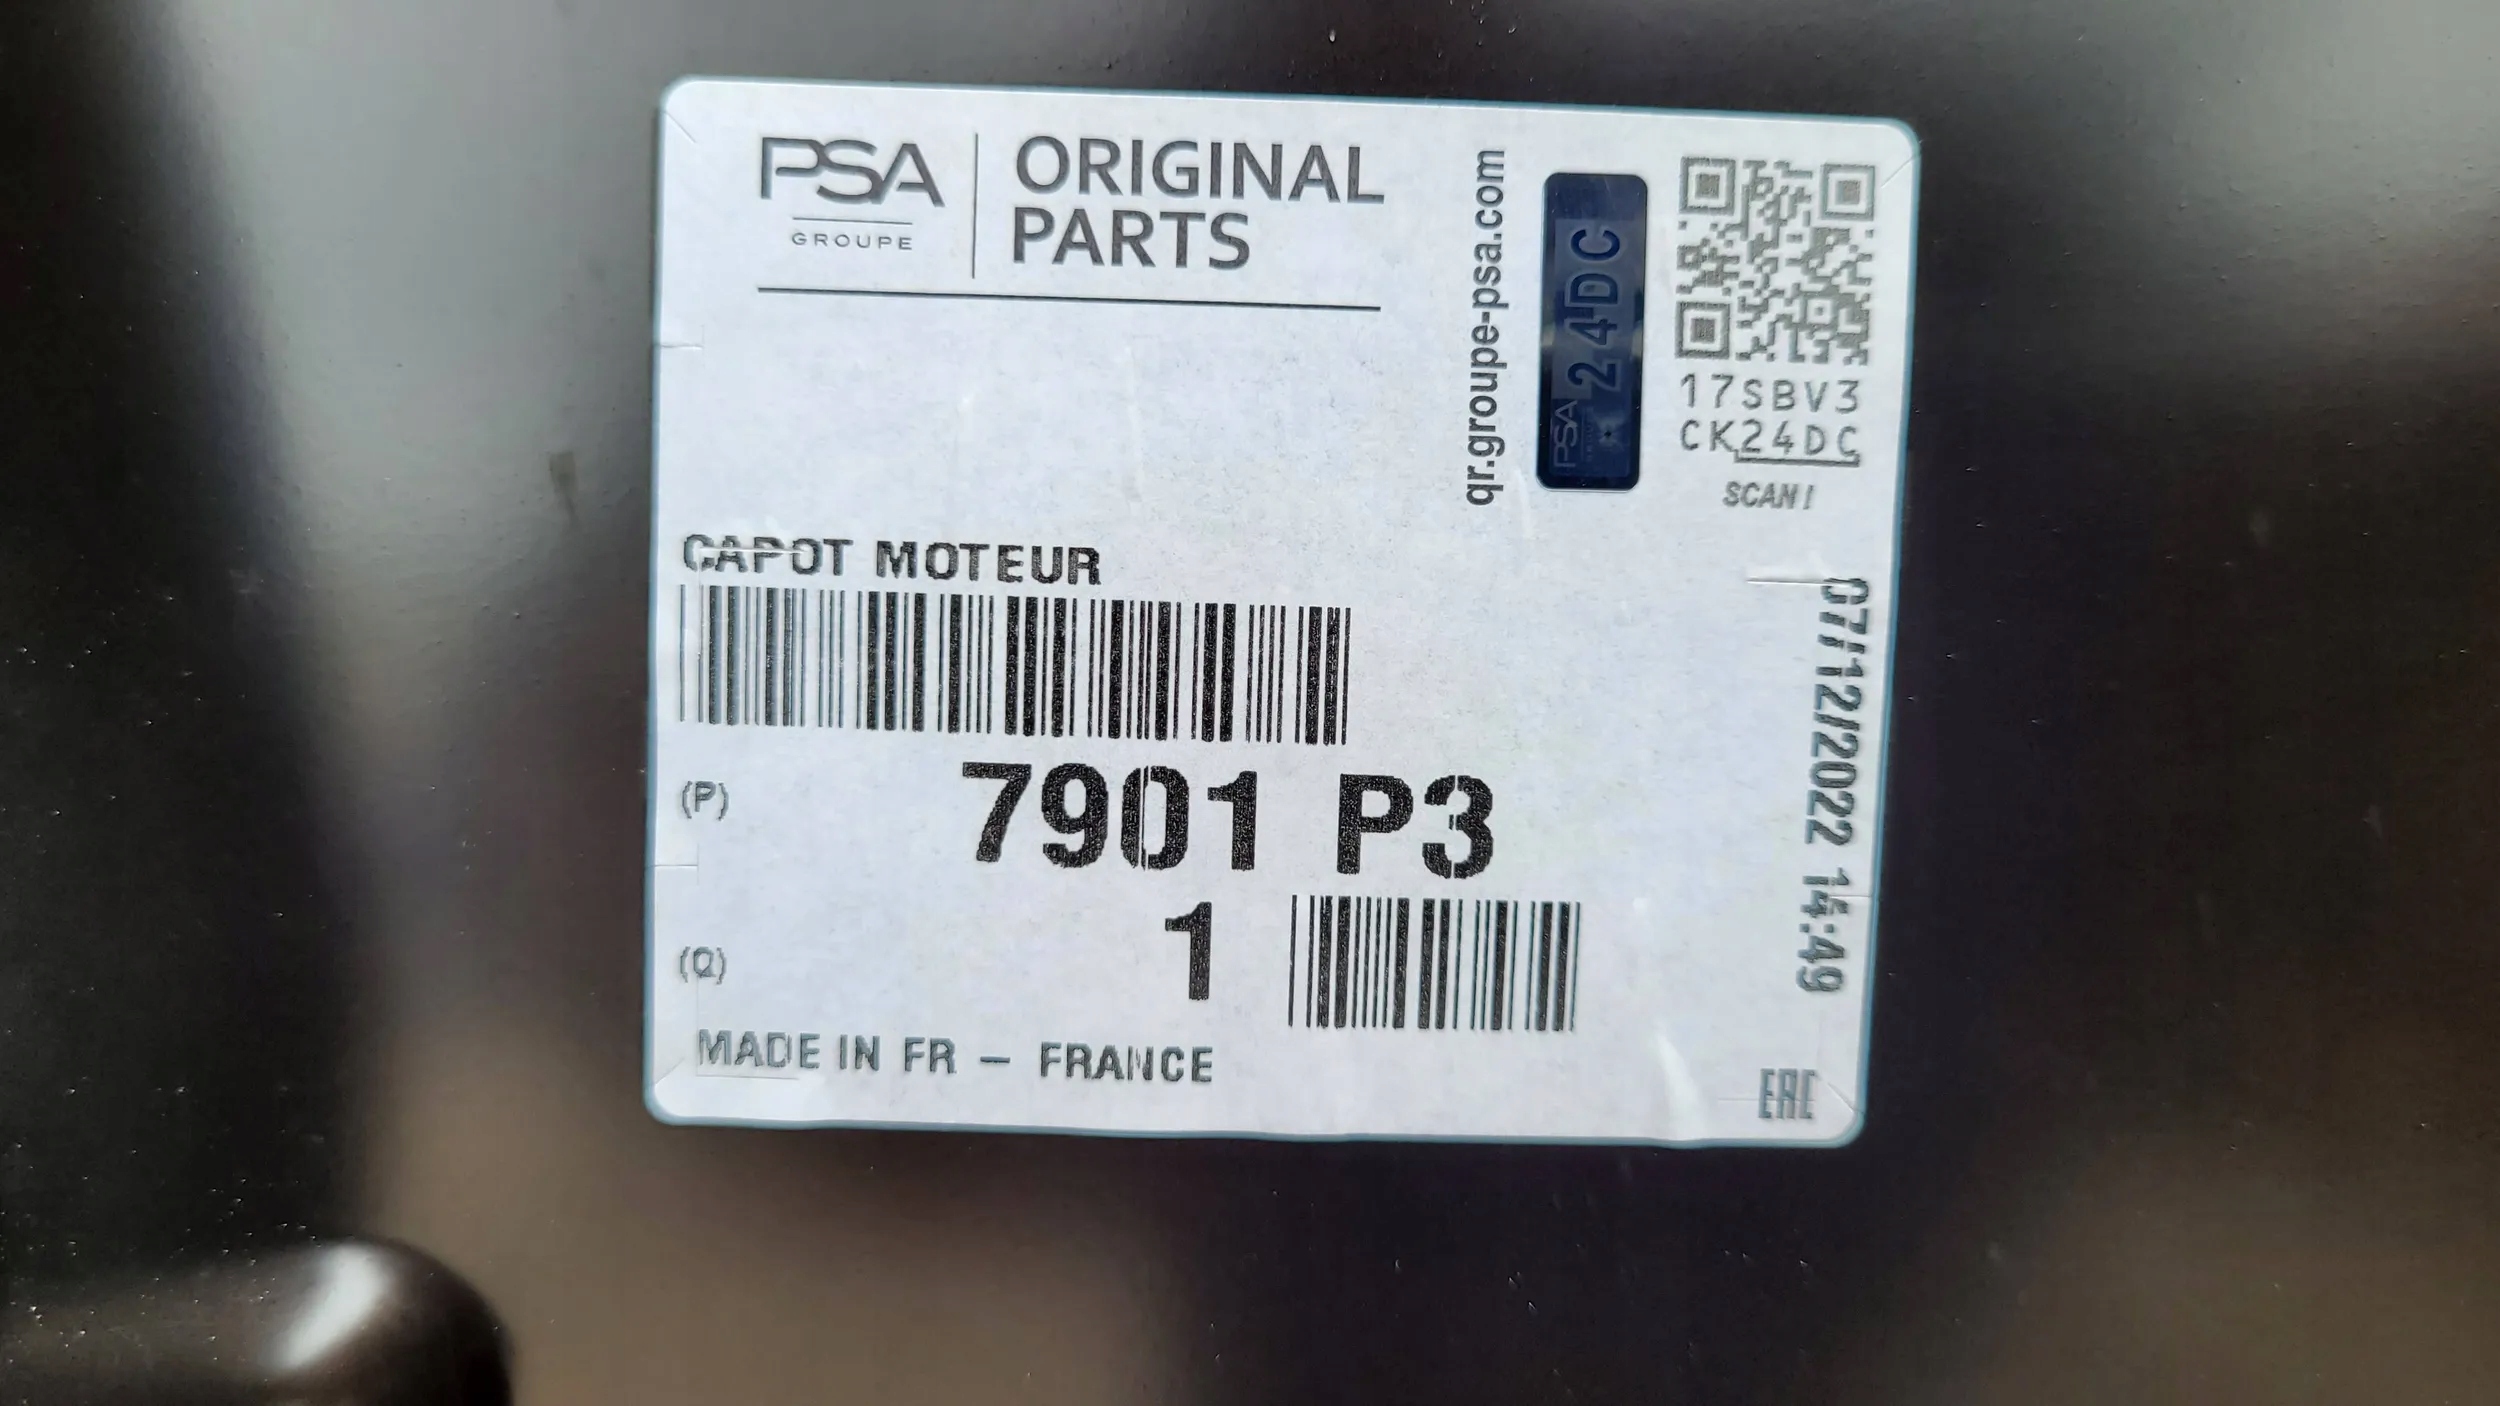 PSA
GROUPE
ORIGINAL
PARTS
qr.groupe-psa.com
PSA
24DC
17SBV3
CK24DC
SCAN!
CAPOT MOTEUR
(P) 7901 P3
(Q) 1
MADE IN FR - FRANCE
07/12/2022 14:49
EAC